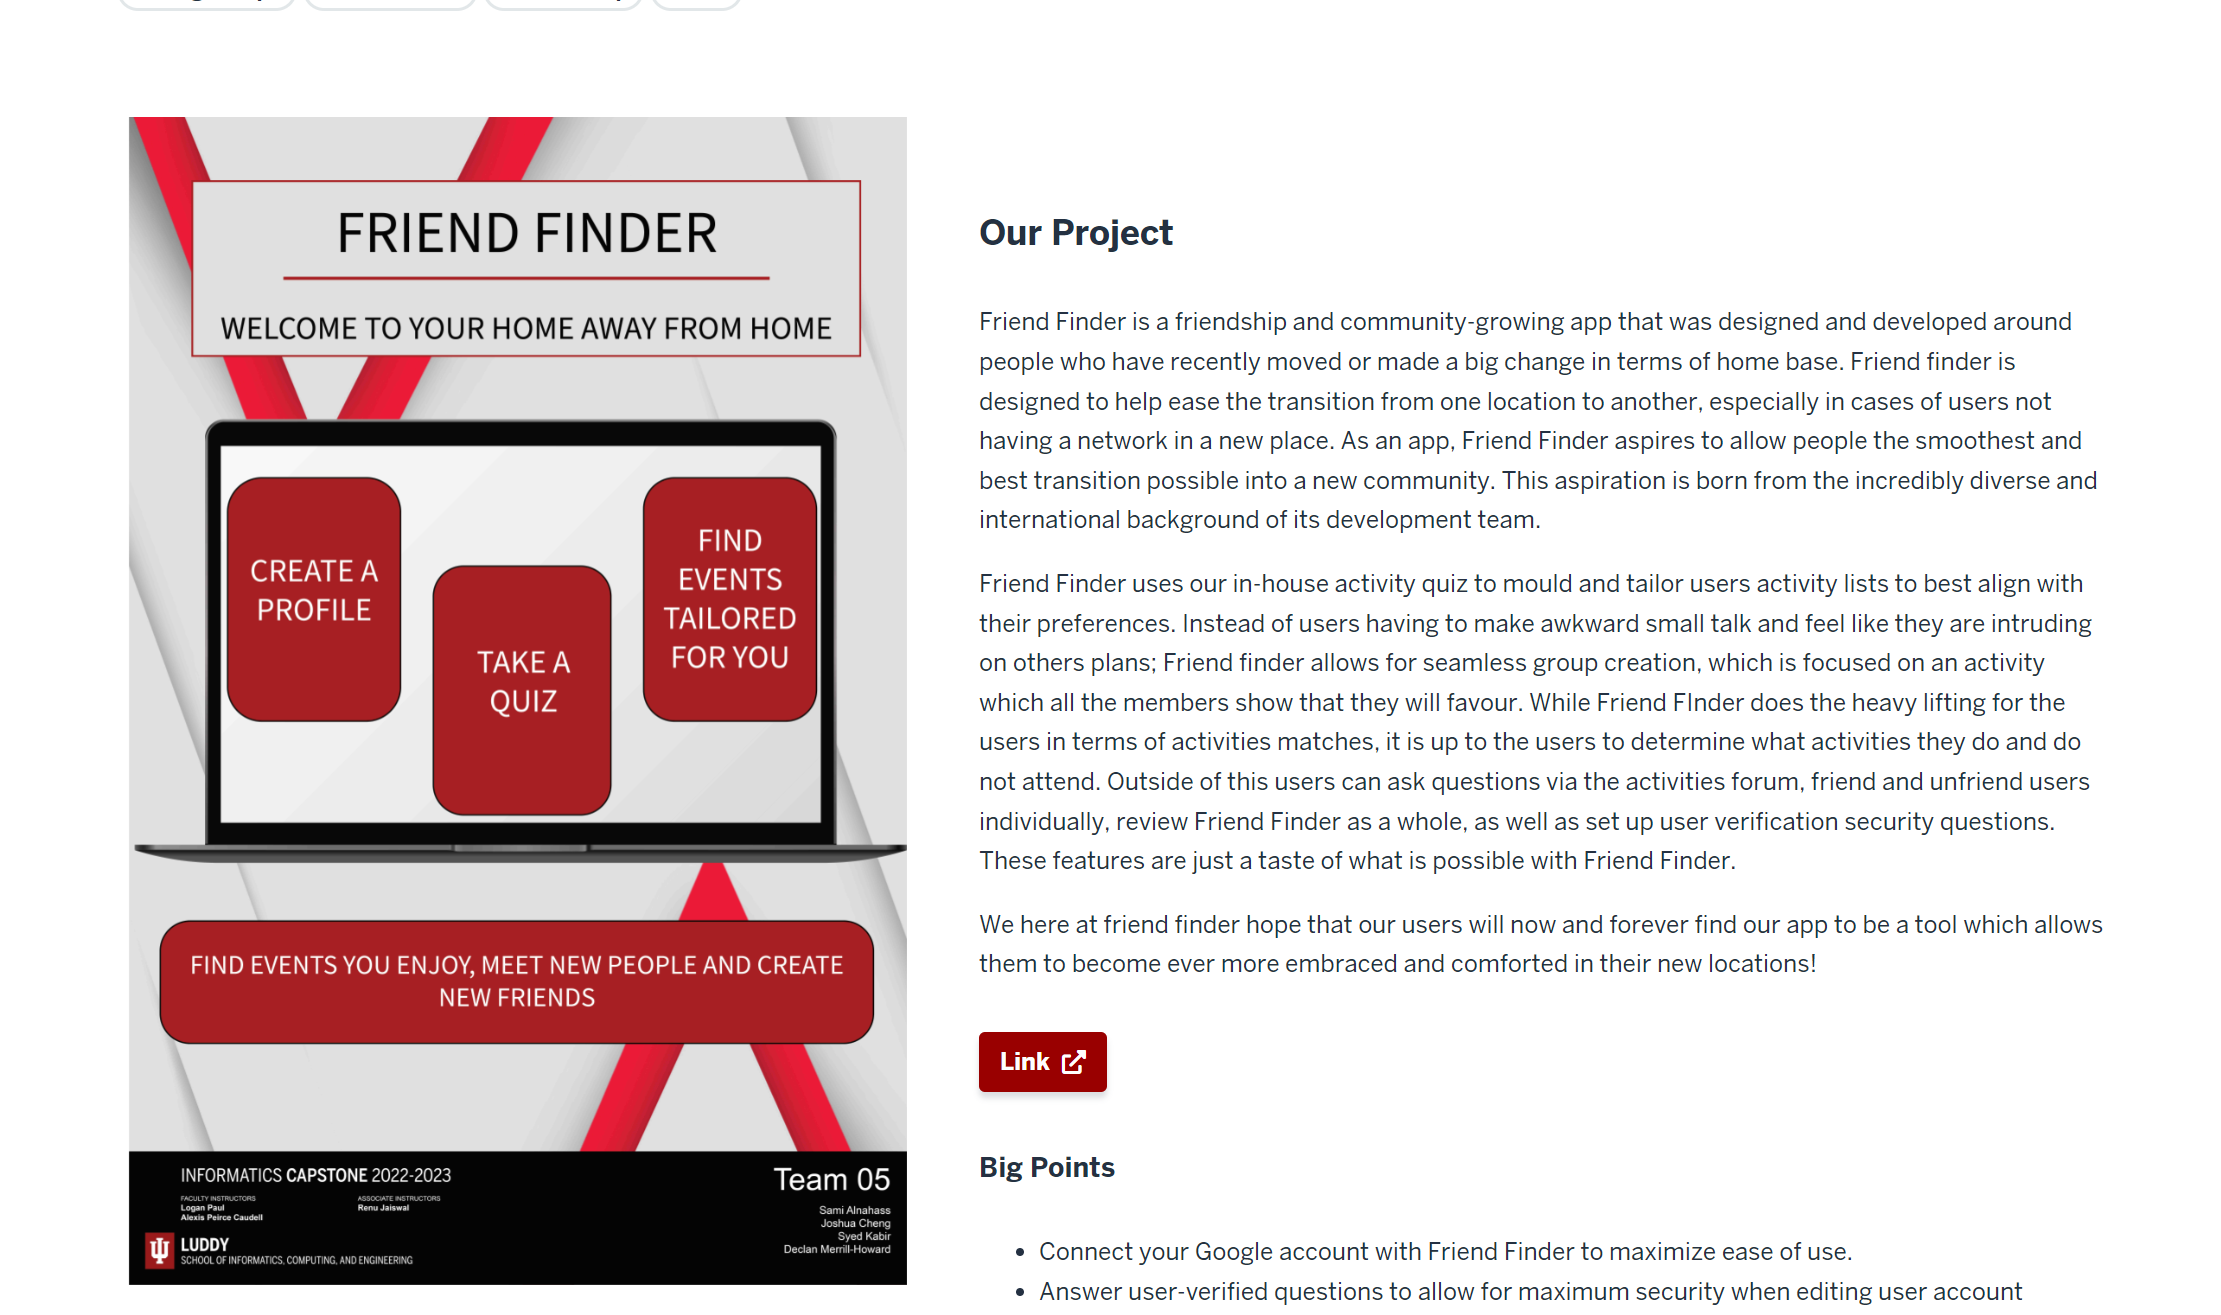 FRIEND FINDER
WELCOME TO YOUR HOME AWAY FROM HOME
CREATE A
PROFILE
TAKE A
QUIZ
FIND
EVENTS
TAILORED
FOR YOU
FIND EVENTS YOU ENJOY, MEET NEW PEOPLE AND CREATE
NEW FRIENDS
INFORMATICS CAPSTONE 2022-2023
FACULTY INSTRUCTORS
Logan Paul
Alexis Peirce Caudell
ASSOCIATE INSTRUCTORS
Renu Jaiswal
LUDDY
SCHOOL OF INFORMATICS, COMPUTING, AND ENGINEERING
Team 05
Sami Alnahass
Joshua Cheng
Syed Kabir
Declan Merrill-Howard
Our Project
Friend Finder is a friendship and community-growing app that was designed and developed around
people who have recently moved or made a big change in terms of home base. Friend finder is
designed to help ease the transition from one location to another, especially in cases of users not
having a network in a new place. As an app, Friend Finder aspires to allow people the smoothest and
best transition possible into a new community. This aspiration is born from the incredibly diverse and
international background of its development team.
Friend Finder uses our in-house activity quiz to mould and tailor users activity lists to best align with
their preferences. Instead of users having to make awkward small talk and feel like they are intruding
on others plans; Friend finder allows for seamless group creation, which is focused on an activity
which all the members show that they will favour. While Friend FInder does the heavy lifting for the
users in terms of activities matches, it is up to the users to determine what activities they do and do
not attend. Outside of this users can ask questions via the activities forum, friend and unfriend users
individually, review Friend Finder as a whole, as well as set up user verification security questions.
These features are just a taste of what is possible with Friend Finder.
We here at friend finder hope that our users will now and forever find our app to be a tool which allows
them to become ever more embraced and comforted in their new locations!
Link
Big Points
• Connect your Google account with Friend Finder to maximize ease of use.
• Answer user-verified questions to allow for maximum security when editing user account